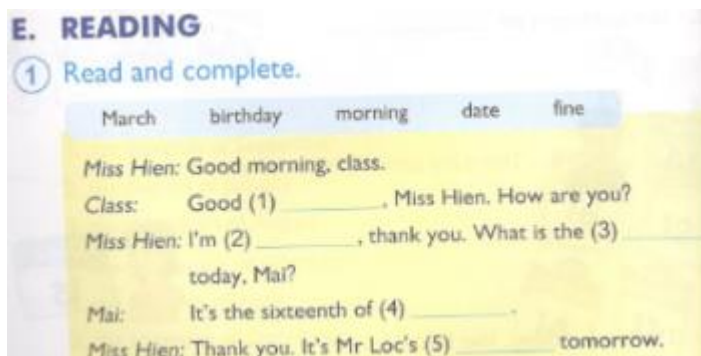 E. READING
1 Read and complete.
March birthday morning date fine
Miss Hien: Good morning, class.
Class: Good (1) ________, Miss Hien. How are you?
Miss Hien: I'm (2) ________, thank you. What is the (3) ________
today, Mai?
Mai: It's the sixteenth of (4) ________.
Miss Hien: Thank you. It's Mr Loc's (5) ________ tomorrow.